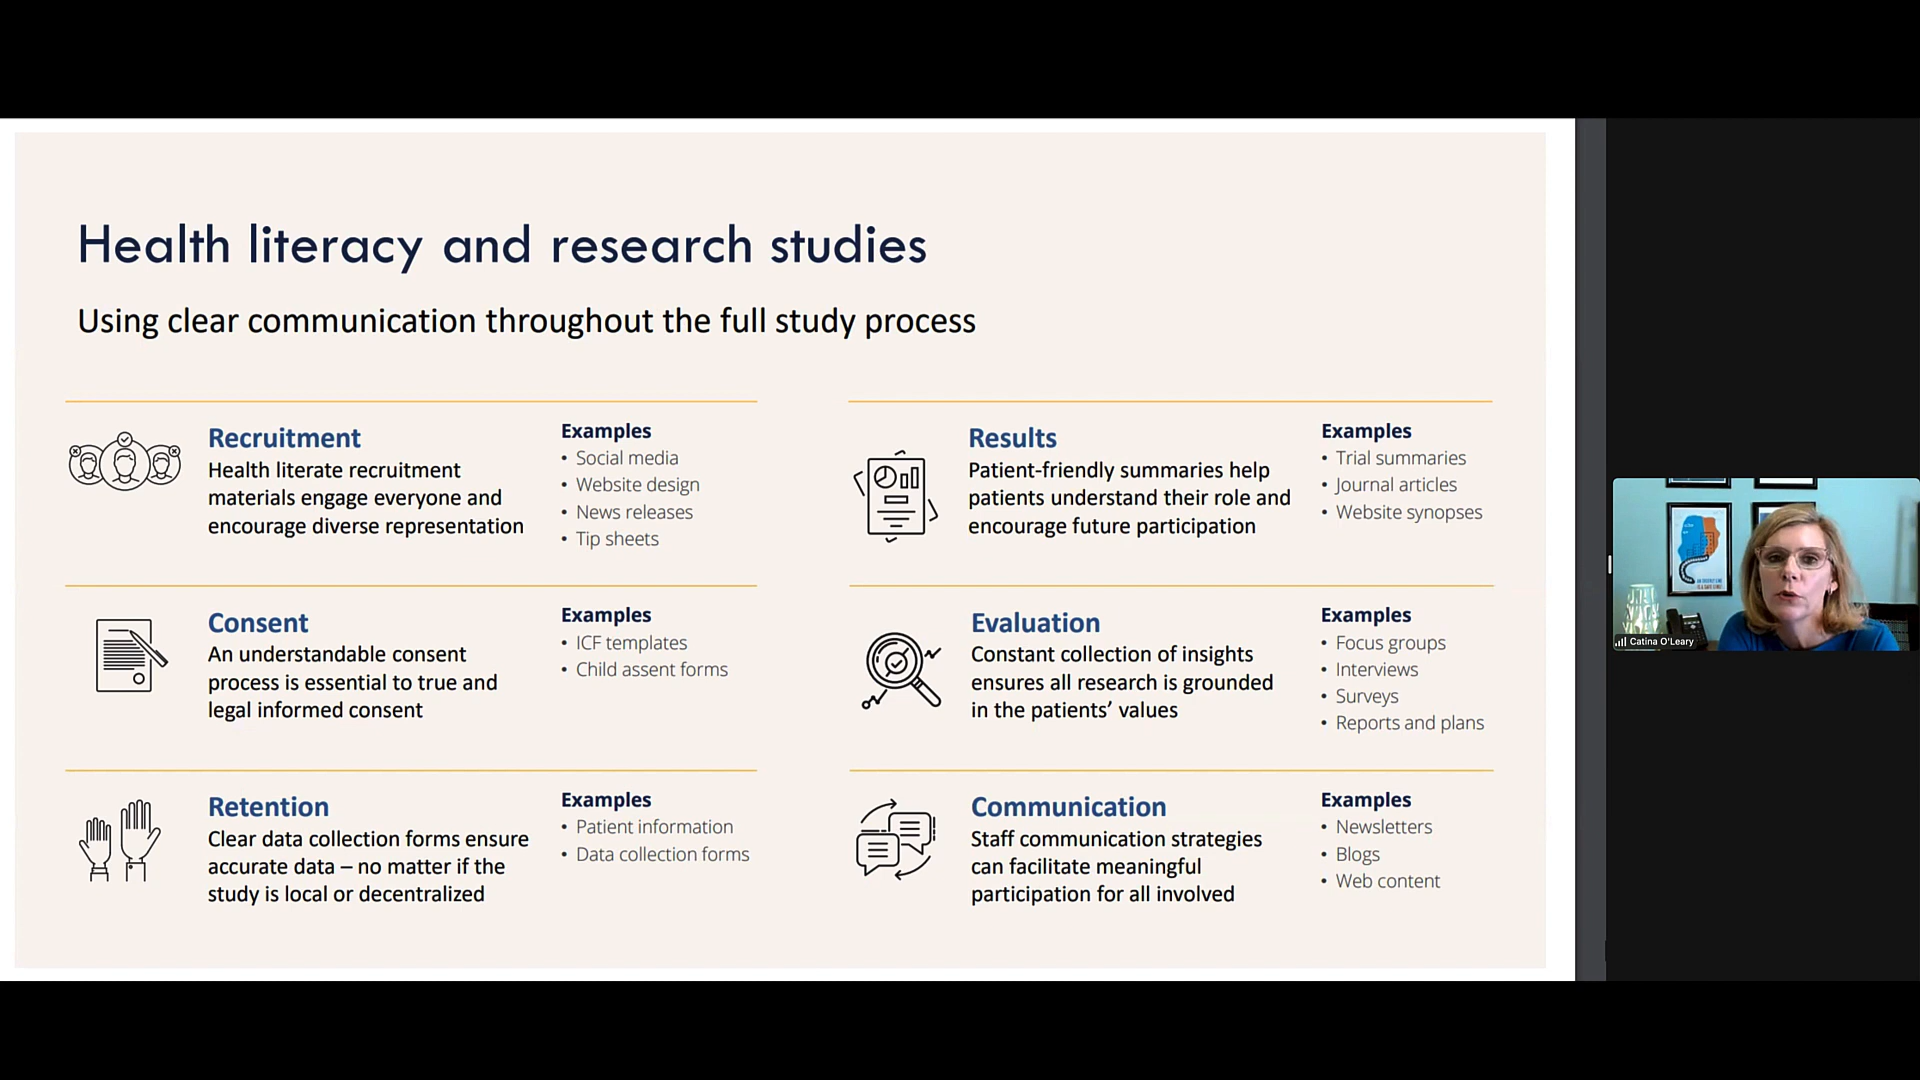 Health literacy and research studies
Using clear communication throughout the full study process
Recruitment
Health literate recruitment
materials engage everyone and
encourage diverse representation
Examples
• Social media
• Website design
• News releases
• Tip sheets
Consent
An understandable consent
process is essential to true and
legal informed consent
Examples
• ICF templates
• Child assent forms
Retention
Clear data collection forms ensure
accurate data – no matter if the
study is local or decentralized
Examples
• Patient information
• Data collection forms
Results
Patient-friendly summaries help
patients understand their role and
encourage future participation
Examples
• Trial summaries
• Journal articles
• Website synopses
Evaluation
Constant collection of insights
ensures all research is grounded
in the patients’ values
Examples
• Focus groups
• Interviews
• Surveys
• Reports and plans
Communication
Staff communication strategies
can facilitate meaningful
participation for all involved
Examples
• Newsletters
• Blogs
• Web content
Catina O'Leary